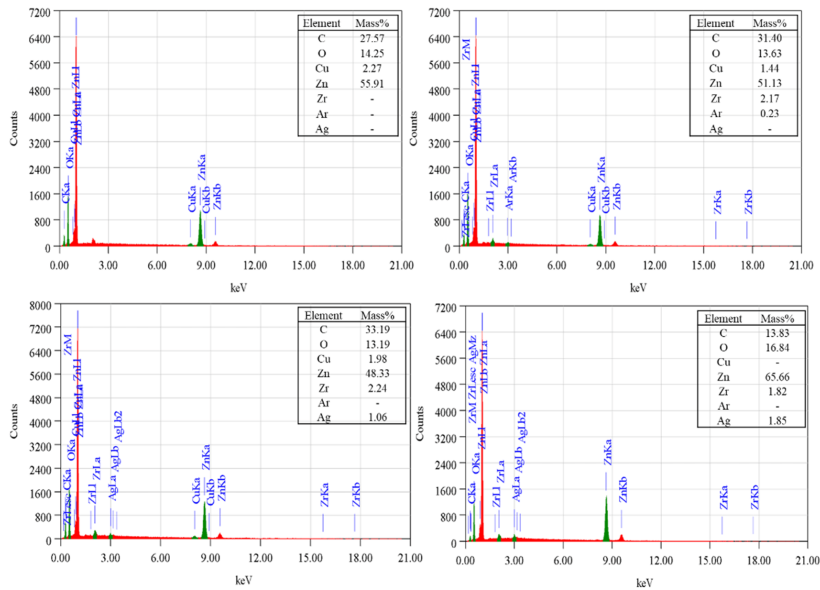 7200
6400
5600
4800
4000
3200
2400
1600
800
0
Counts
0.00 3.00 6.00 9.00 12.00 15.00 18.00 21.00
keV
CKa
OKa
ZnLl
ZnLb ZnLa
CuKa
ZnKa
CuKb
ZnKb
Element Mass%
C 27.57
O 14.25
Cu 2.27
Zn 55.91
Zr -
Ar -
Ag -
7200
6400
5600
4800
4000
3200
2400
1600
800
0
Counts
0.00 3.00 6.00 9.00 12.00 15.00 18.00 21.00
keV
ZrM
ZrLesc CKa
OKa
ZnLl
ZnLb ZnLa
ZrLl
ZrLa
ArKa
ArKb
CuKa
ZnKa
CuKb
ZnKb
ZrKa
ZrKb
Element Mass%
C 31.40
O 13.63
Cu 1.44
Zn 51.13
Zr 2.17
Ar 0.23
Ag -
8000
7200
6400
5600
4800
4000
3200
2400
1600
800
0
Counts
0.00 3.00 6.00 9.00 12.00 15.00 18.00 21.00
keV
ZrM
ZrLesc CKa
OKa
ZnLl
ZnLb ZnLa
ZrLl
ZrLa
AgLa
AgLb
AgLb2
CuKa
ZnKa
CuKb
ZnKb
ZrKa
ZrKb
Element Mass%
C 33.19
O 13.19
Cu 1.98
Zn 48.33
Zr 2.24
Ar -
Ag 1.06
7200
6400
5600
4800
4000
3200
2400
1600
800
0
Counts
0.00 3.00 6.00 9.00 12.00 15.00 18.00 21.00
keV
ZrM ZrLesc AgMz
CKa
OKa
ZnLl
ZnLb ZnLa
ZrLl
ZrLa
AgLa
AgLb
AgLb2
ZnKa
ZnKb
ZrKa
ZrKb
Element Mass%
C 13.83
O 16.84
Cu -
Zn 65.66
Zr 1.82
Ar -
Ag 1.85